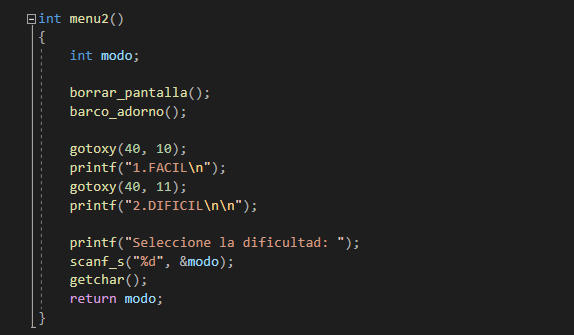 int menu2()
{
int modo;
borrar_pantalla();
barco_adorno();
gotoxy(40, 10);
printf("1.FACIL\n");
gotoxy(40, 11);
printf("2.DIFICIL\n\n");
printf("Seleccione la dificultad: ");
scanf_s("%d", &modo);
getchar();
return modo;
}